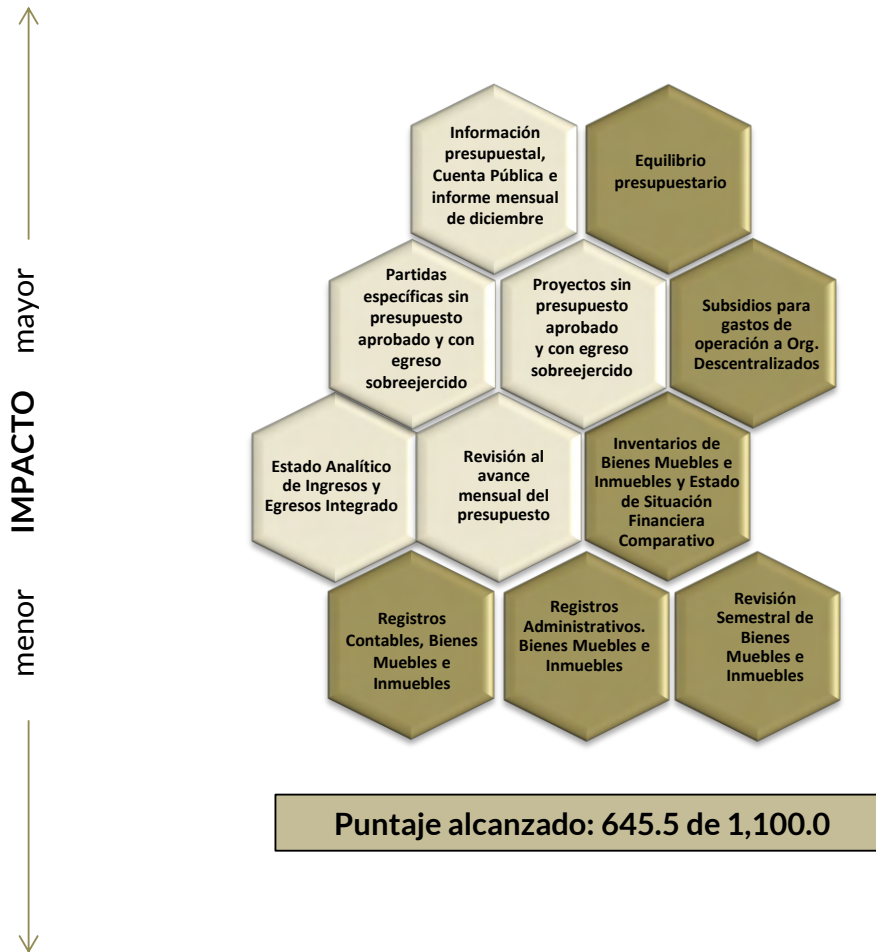 Información
presupuestal,
Cuenta Pública e
informe mensual
de diciembre
Equilibrio
presupuestario
Partidas
específicas sin
presupuesto
aprobado y con
egreso
sobreejercido
Proyectos sin
presupuesto
aprobado
y con egreso
sobreejercido
Subsidios para
gastos de
operación a Org.
Descentralizados
Estado Analítico
de Ingresos y
Egresos Integrado
Revisión al
avance
mensual del
presupuesto
Inventarios de
Bienes Muebles e
Inmuebles y Estado
de Situación
Financiera
Comparativo
Registros
Contables, Bienes
Muebles e
Inmuebles
Registros
Administrativos.
Bienes Muebles e
Inmuebles
Revisión
Semestral de
Bienes
Muebles e
Inmuebles
menor IMPACTO mayor
Puntaje alcanzado: 645.5 de 1,100.0